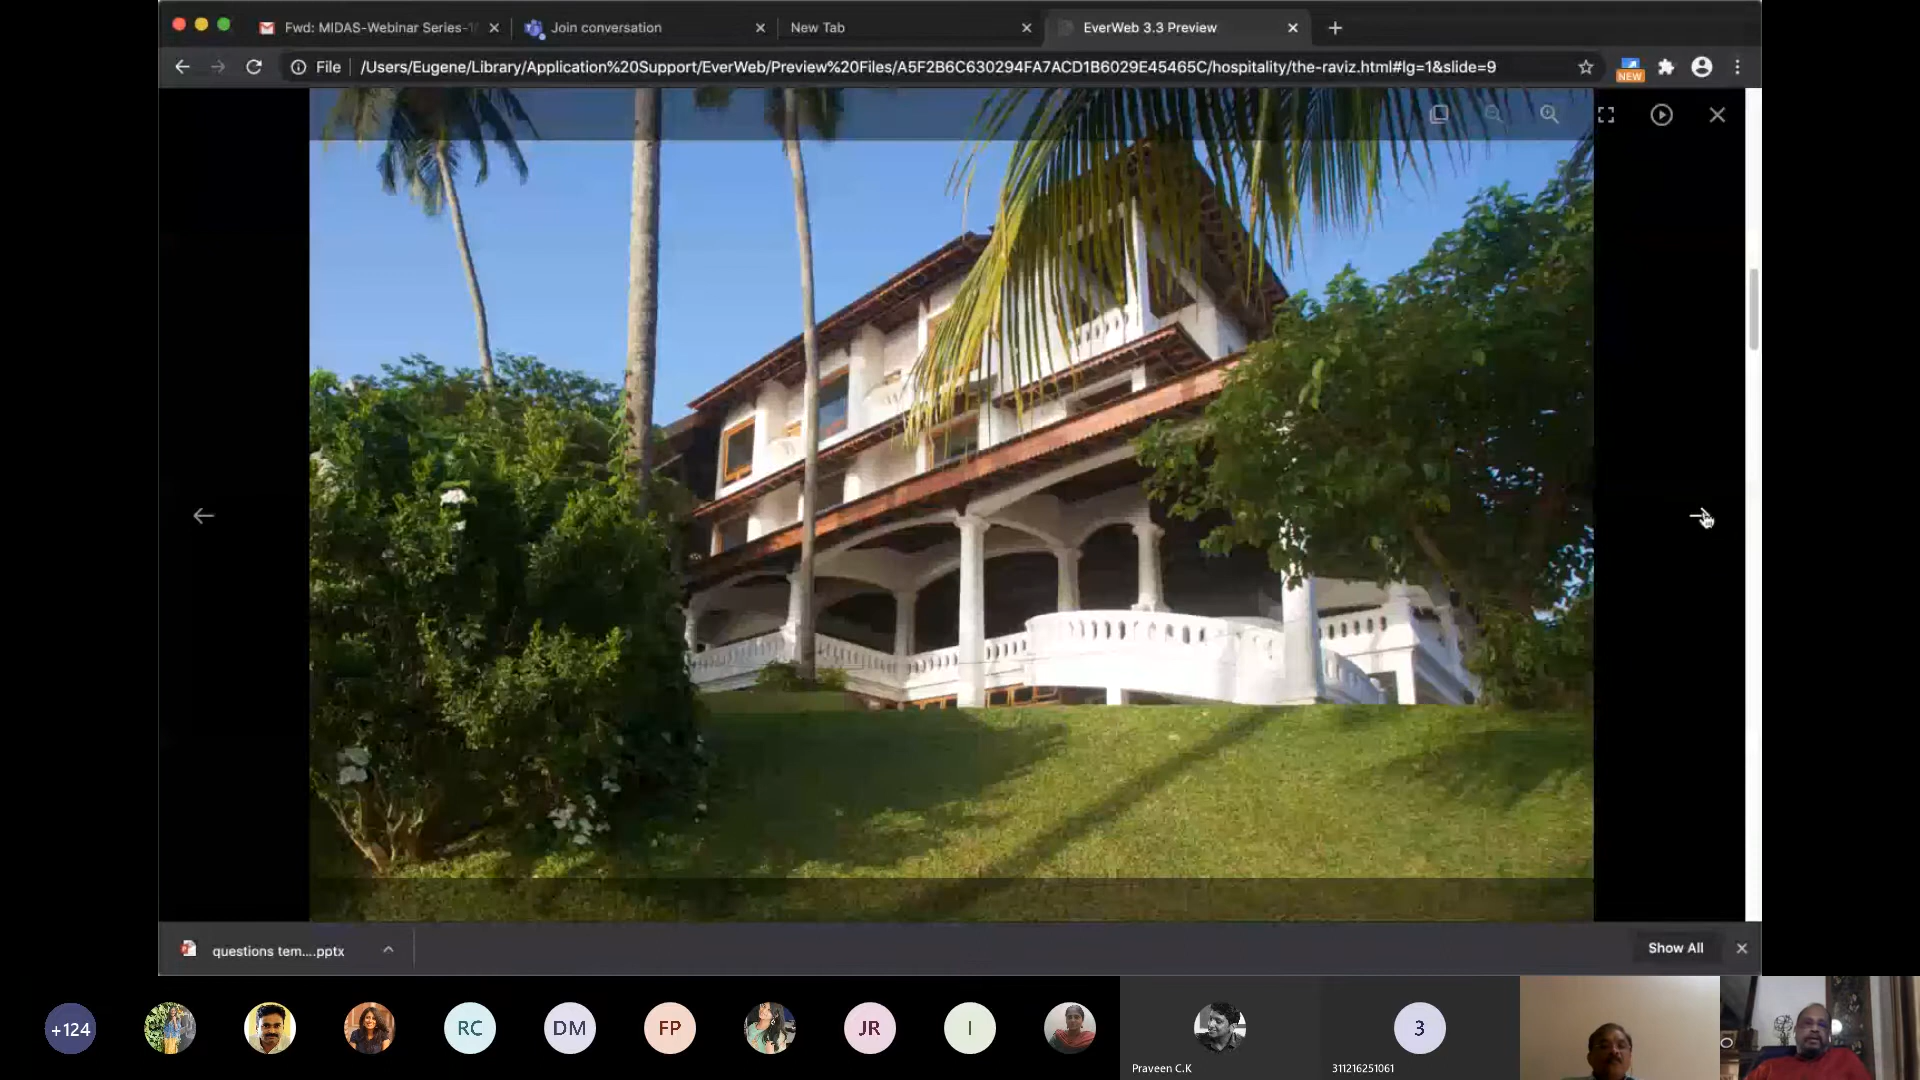 Fwd: MIDAS-Webinar Series-1
Join conversation
New Tab
EverWeb 3.3 Preview
File
/Users/Eugene/Library/Application%20Support/EverWeb/Preview%20Files/A5F2B6C630294FA7ACD1B6029E45465C/hospitality/the-raviz.html#lg=1&slide=9
NEW
questions tem....pptx
Show All
+124
RC
DM
FP
JR
I
3
Praveen C.K
311216251061